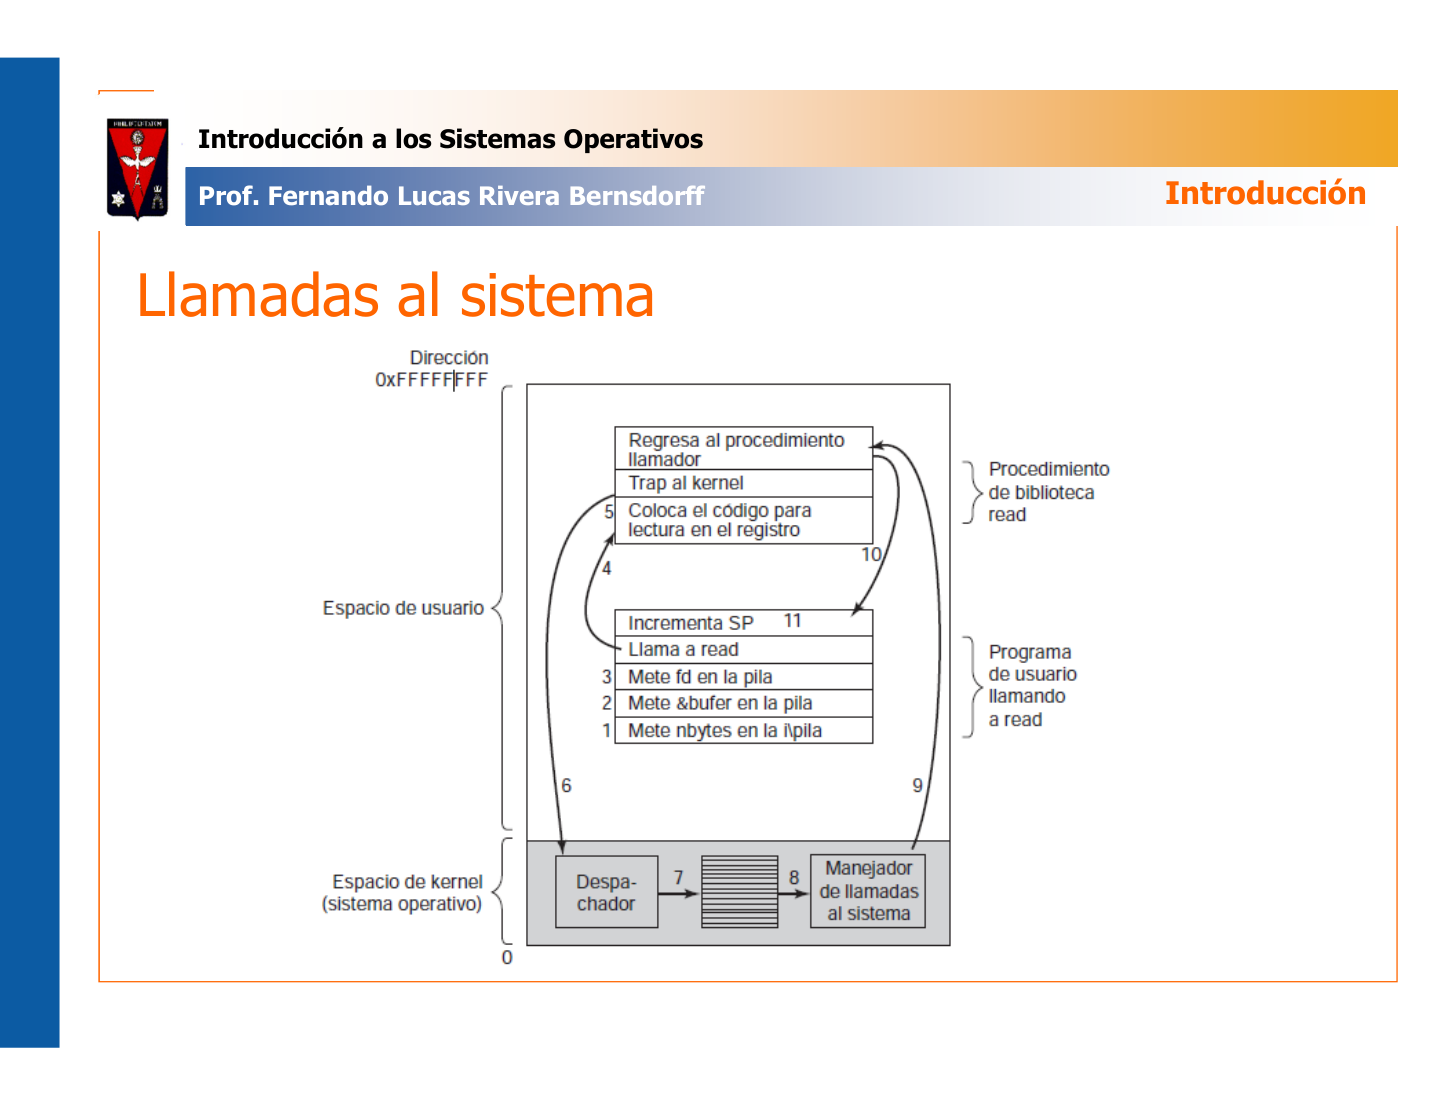 Introducción a los Sistemas Operativos
Prof. Fernando Lucas Rivera Bernsdorff
Introducción
Llamadas al sistema
Dirección
0xFFFFFFFF
Regresa al procedimiento
llamador
Trap al kernel
5 Coloca el código para
lectura en el registro
4
10
Procedimiento
de biblioteca
read
Espacio de usuario
Incrementa SP 11
Llama a read
3 Mete fd en la pila
2 Mete &bufer en la pila
1 Mete nbytes en la i\pila
Programa
de usuario
llamando
a read
6
9
Espacio de kernel
(sistema operativo)
Despa-
chador
7
8
Manejador
de llamadas
al sistema
0